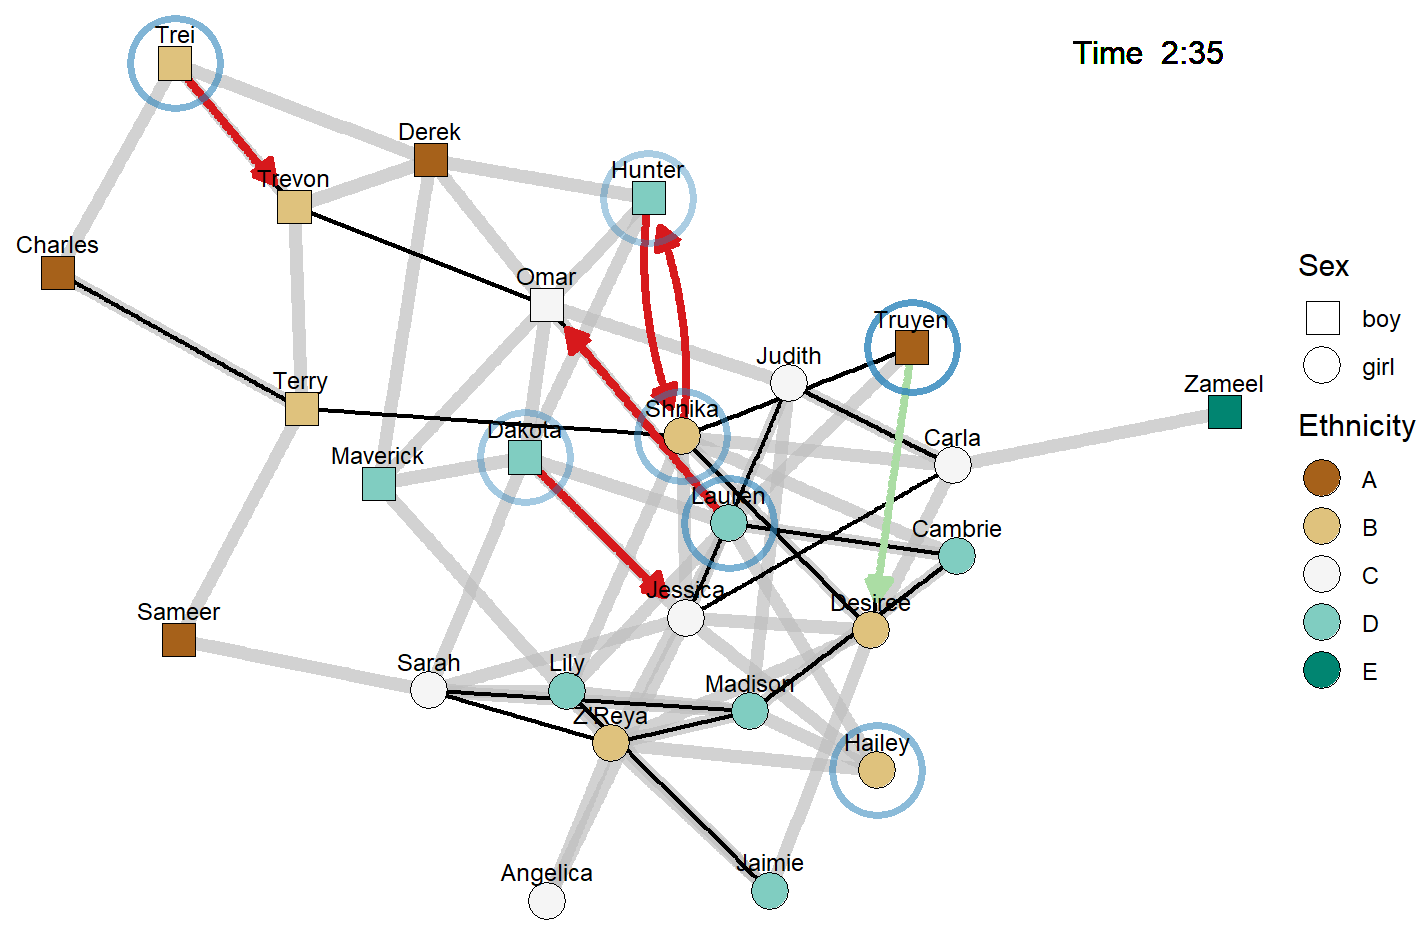 Trei
Time 2:35
Derek
Hunter
Trevon
Charles
Omar
Sex
boy
girl
Truyen
Judith
Terry
Shnika
Zameel
Dakota
Carla
Ethnicity
Maverick
A
Lauren
B
Cambrie
C
Jessica
Desiree
Sameer
D
Sarah
Lily
Madison
E
Z'Reya
Hailey
Angelica
Jaimie